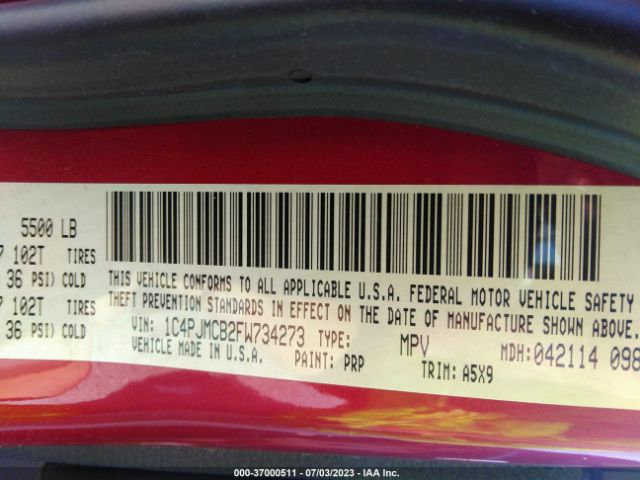 5500 LB
7 102T TIRES
36 PSI) COLD
7 102T TIRES
36 PSI) COLD
THIS VEHICLE CONFORMS TO ALL APPLICABLE U.S.A. FEDERAL MOTOR VEHICLE SAFETY
THEFT PREVENTION STANDARDS IN EFFECT ON THE DATE OF MANUFACTURE SHOWN ABOVE.
VIN: 1C4PJMCB2FW734273 TYPE: MPV MDH:042114 098
VEHICLE MADE IN U.S.A. PAINT: PRP TRIM: A5X9
000-37000511 - 07/03/2023 - IAA Inc.